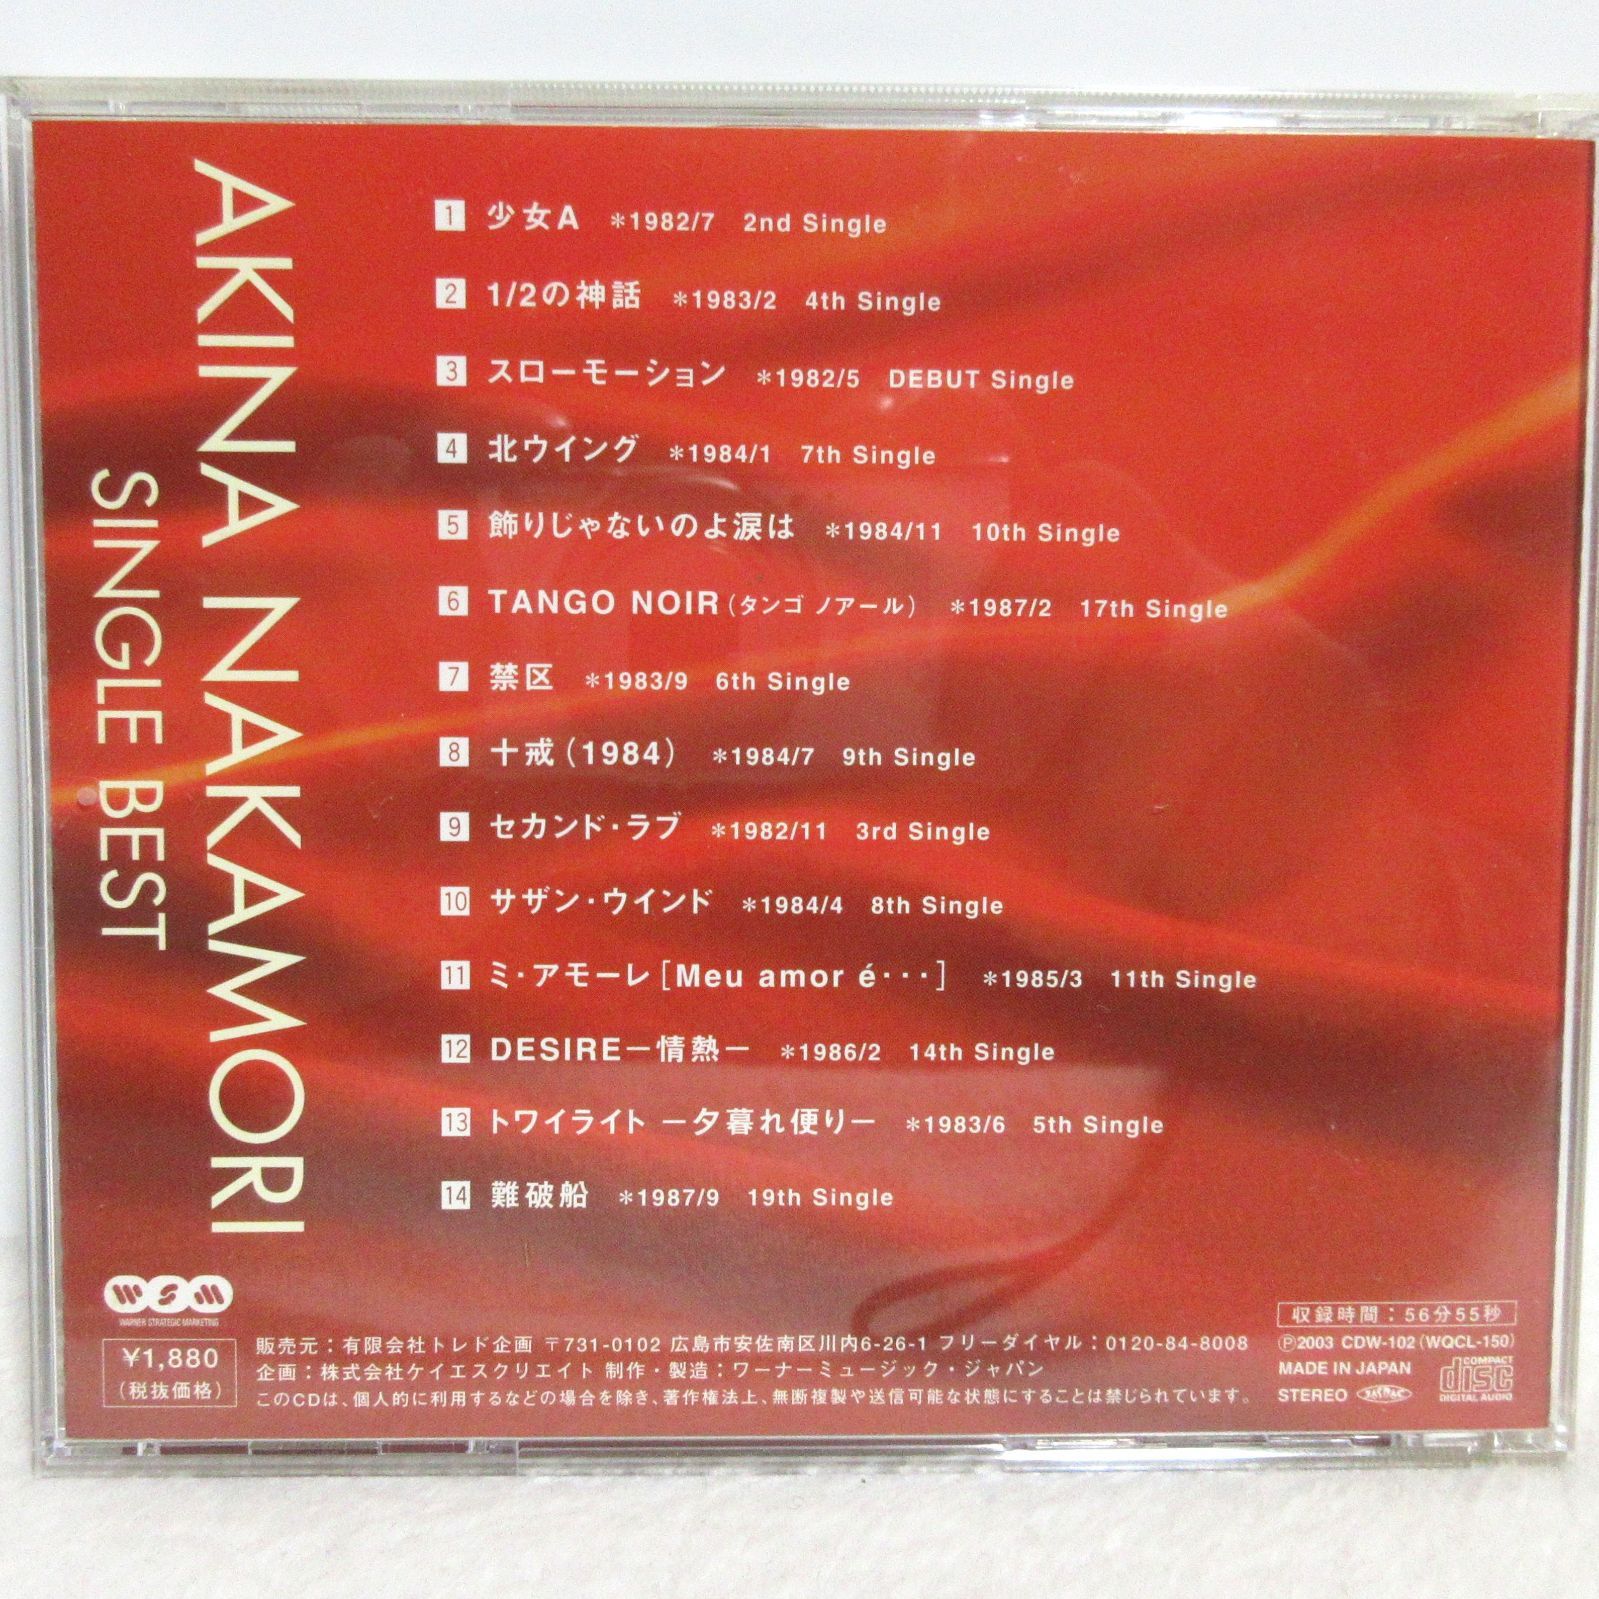 AKINA NAKAMORI
SINGLE BEST
1 少女A ＊1982/7 2nd Single
2 1/2の神話 ＊1983/2 4th Single
3 スローモーション ＊1982/5 DEBUT Single
4 北ウイング ＊1984/1 7th Single
5 飾りじゃないのよ涙は ＊1984/11 10th Single
6 TANGO NOIR（タンゴ ノアール） ＊1987/2 17th Single
7 禁区 ＊1983/9 6th Single
8 十戒（1984） ＊1984/7 9th Single
9 セカンド・ラブ ＊1982/11 3rd Single
10 サザン・ウインド ＊1984/4 8th Single
11 ミ・アモーレ［Meu amor é・・・］ ＊1985/3 11th Single
12 DESIRE－情熱－ ＊1986/2 14th Single
13 トワイライト －夕暮れ便り－ ＊1983/6 5th Single
14 難破船 ＊1987/9 19th Single
WSM
WARNER STRATEGIC MARKETING
¥1,880
（税抜価格）
販売元：有限会社トレド企画 〒731-0102 広島市安佐南区川内6-26-1 フリーダイヤル：0120-84-8008
企画：株式会社ケイエスクリエイト 制作・製造：ワーナーミュージック・ジャパン
このCDは、個人的に利用するなどの場合を除き、著作権法上、無断複製や送信可能な状態にすることは禁じられています。
収録時間：56分55秒
Ⓟ2003 CDW-102（WQCL-150）
MADE IN JAPAN
STEREO
COMPACT
disc
DIGITAL AUDIO